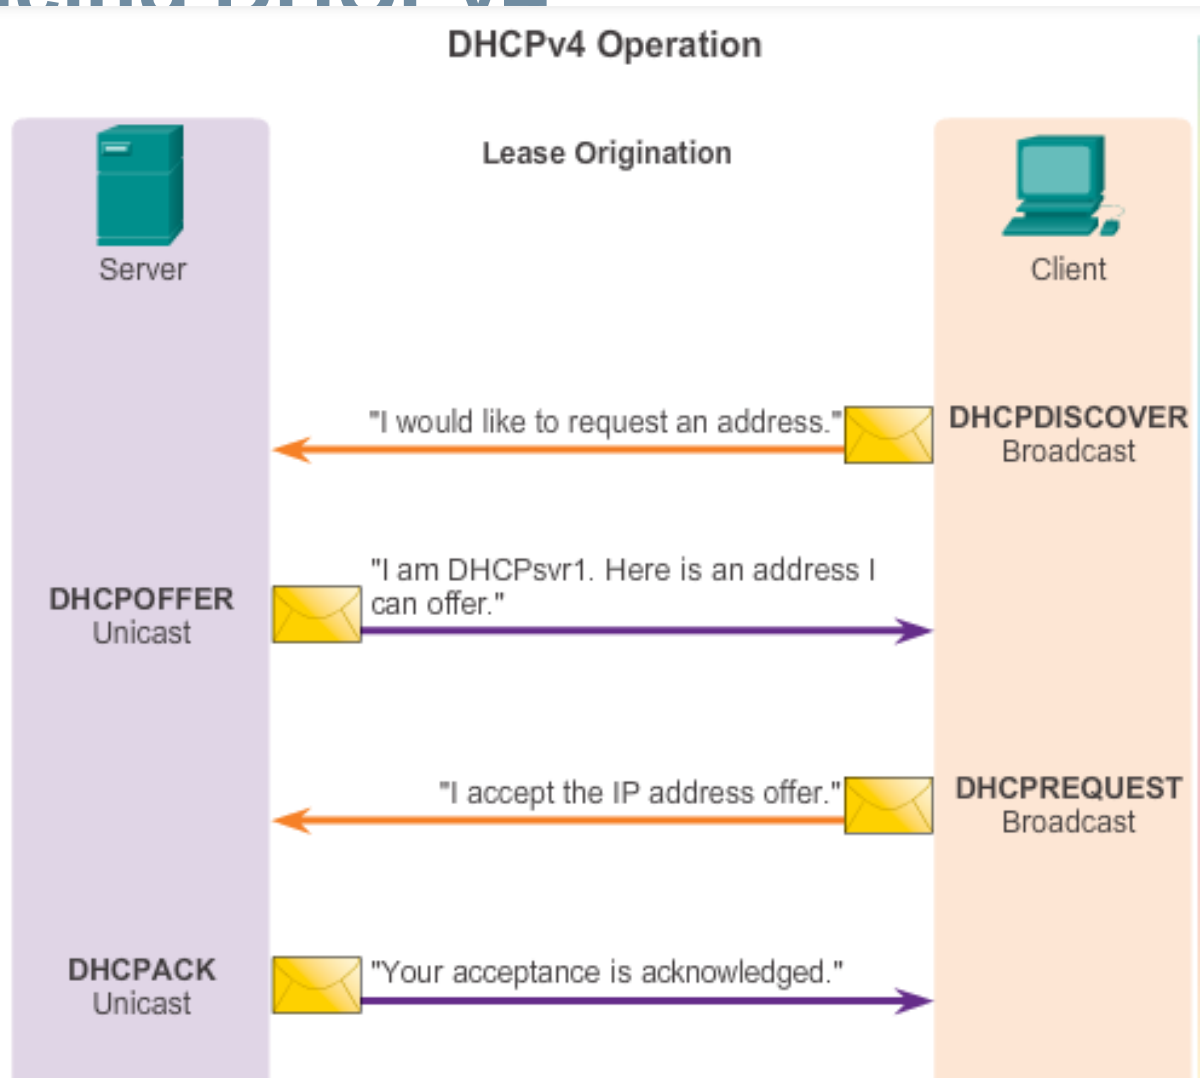 DHCPv4 Operation
Lease Origination
Server
Client
"I would like to request an address."
DHCPDISCOVER
Broadcast
"I am DHCPsvr1. Here is an address I
can offer."
DHCPOFFER
Unicast
"I accept the IP address offer."
DHCPREQUEST
Broadcast
DHCPACK
Unicast
"Your acceptance is acknowledged."